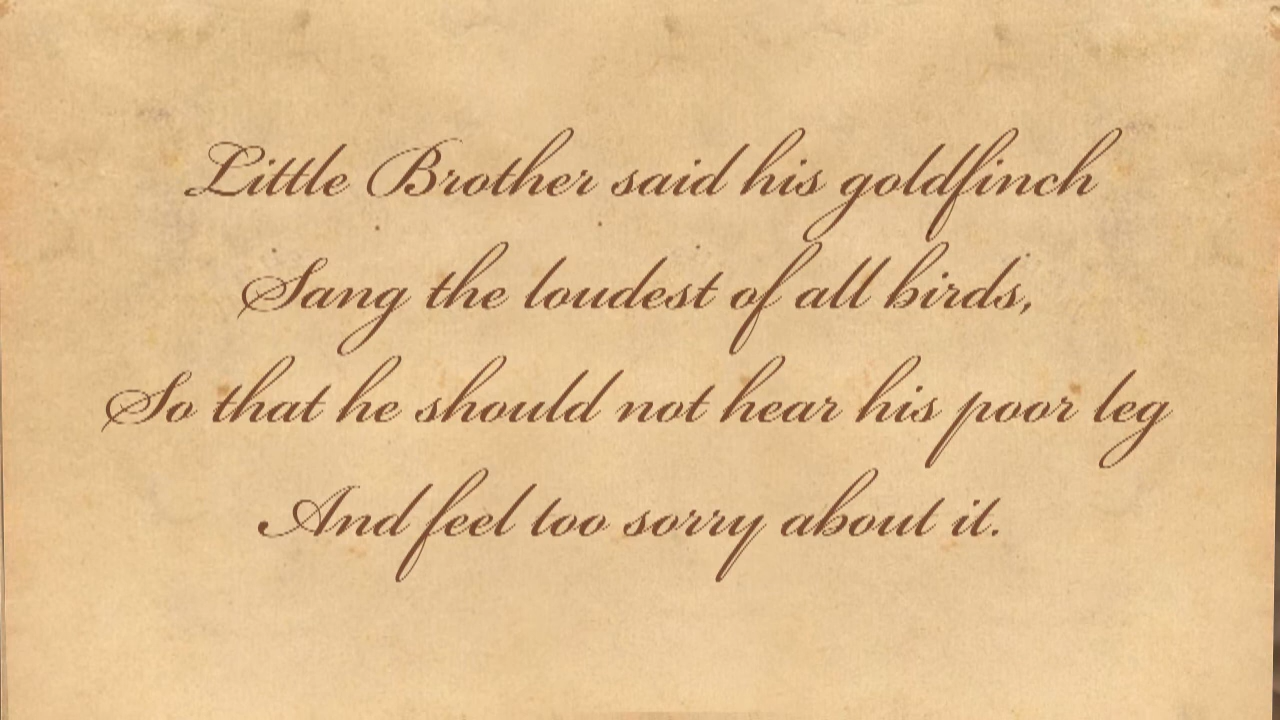 Little Brother said his goldfinch
Sang the loudest of all birds,
So that he should not hear his poor leg
And feel too sorry about it.